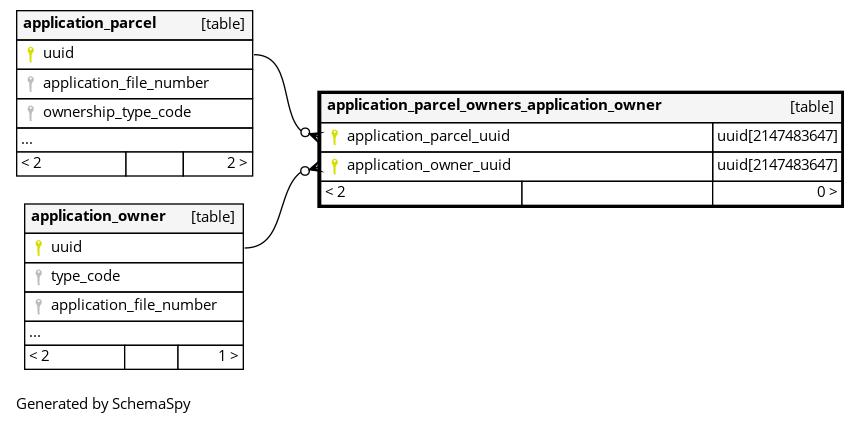 application_parcel [table]
uuid
application_file_number
ownership_type_code
...
< 2 2 >
application_parcel_owners_application_owner [table]
application_parcel_uuid uuid[2147483647]
application_owner_uuid uuid[2147483647]
< 2 0 >
application_owner [table]
uuid
type_code
application_file_number
...
< 2 1 >
Generated by SchemaSpy